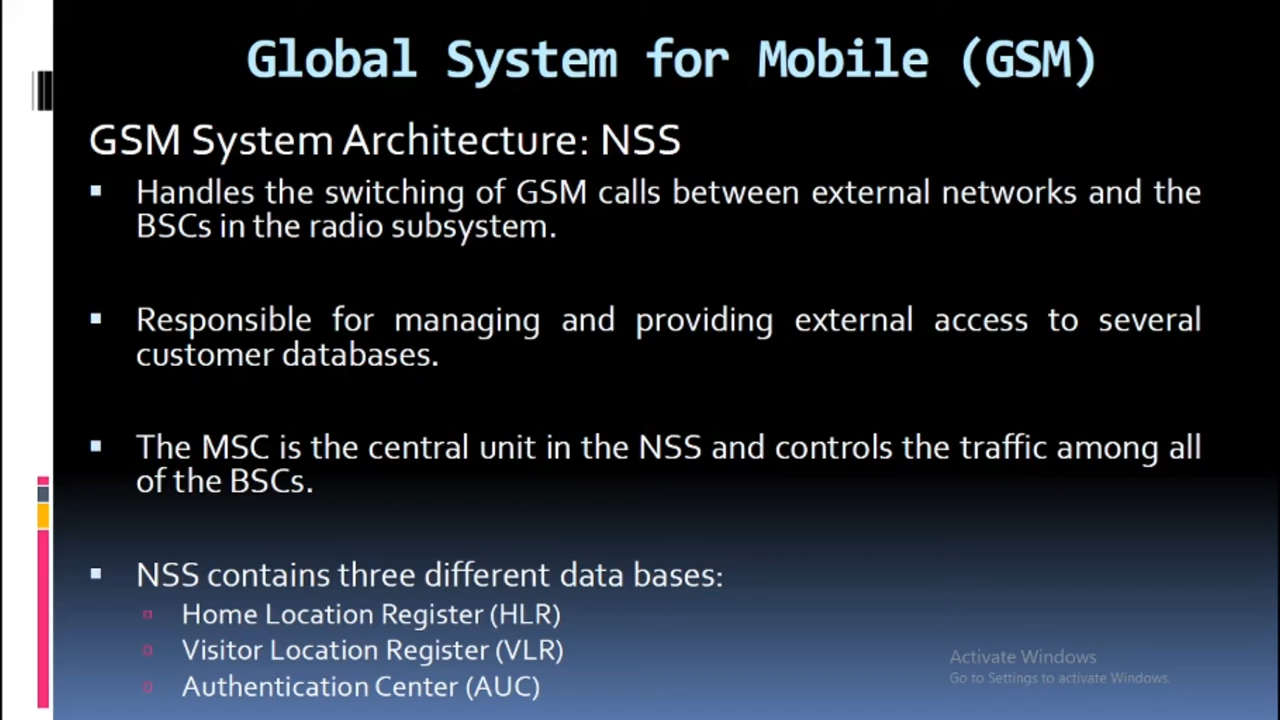 Global System for Mobile (GSM)
GSM System Architecture: NSS
Handles the switching of GSM calls between external networks and the
BSCs in the radio subsystem.
Responsible for managing and providing external access to several
customer databases.
The MSC is the central unit in the NSS and controls the traffic among all
of the BSCs.
NSS contains three different data bases:
Home Location Register (HLR)
Visitor Location Register (VLR)
Authentication Center (AUC)
Activate Windows
Go to Settings to activate Windows.